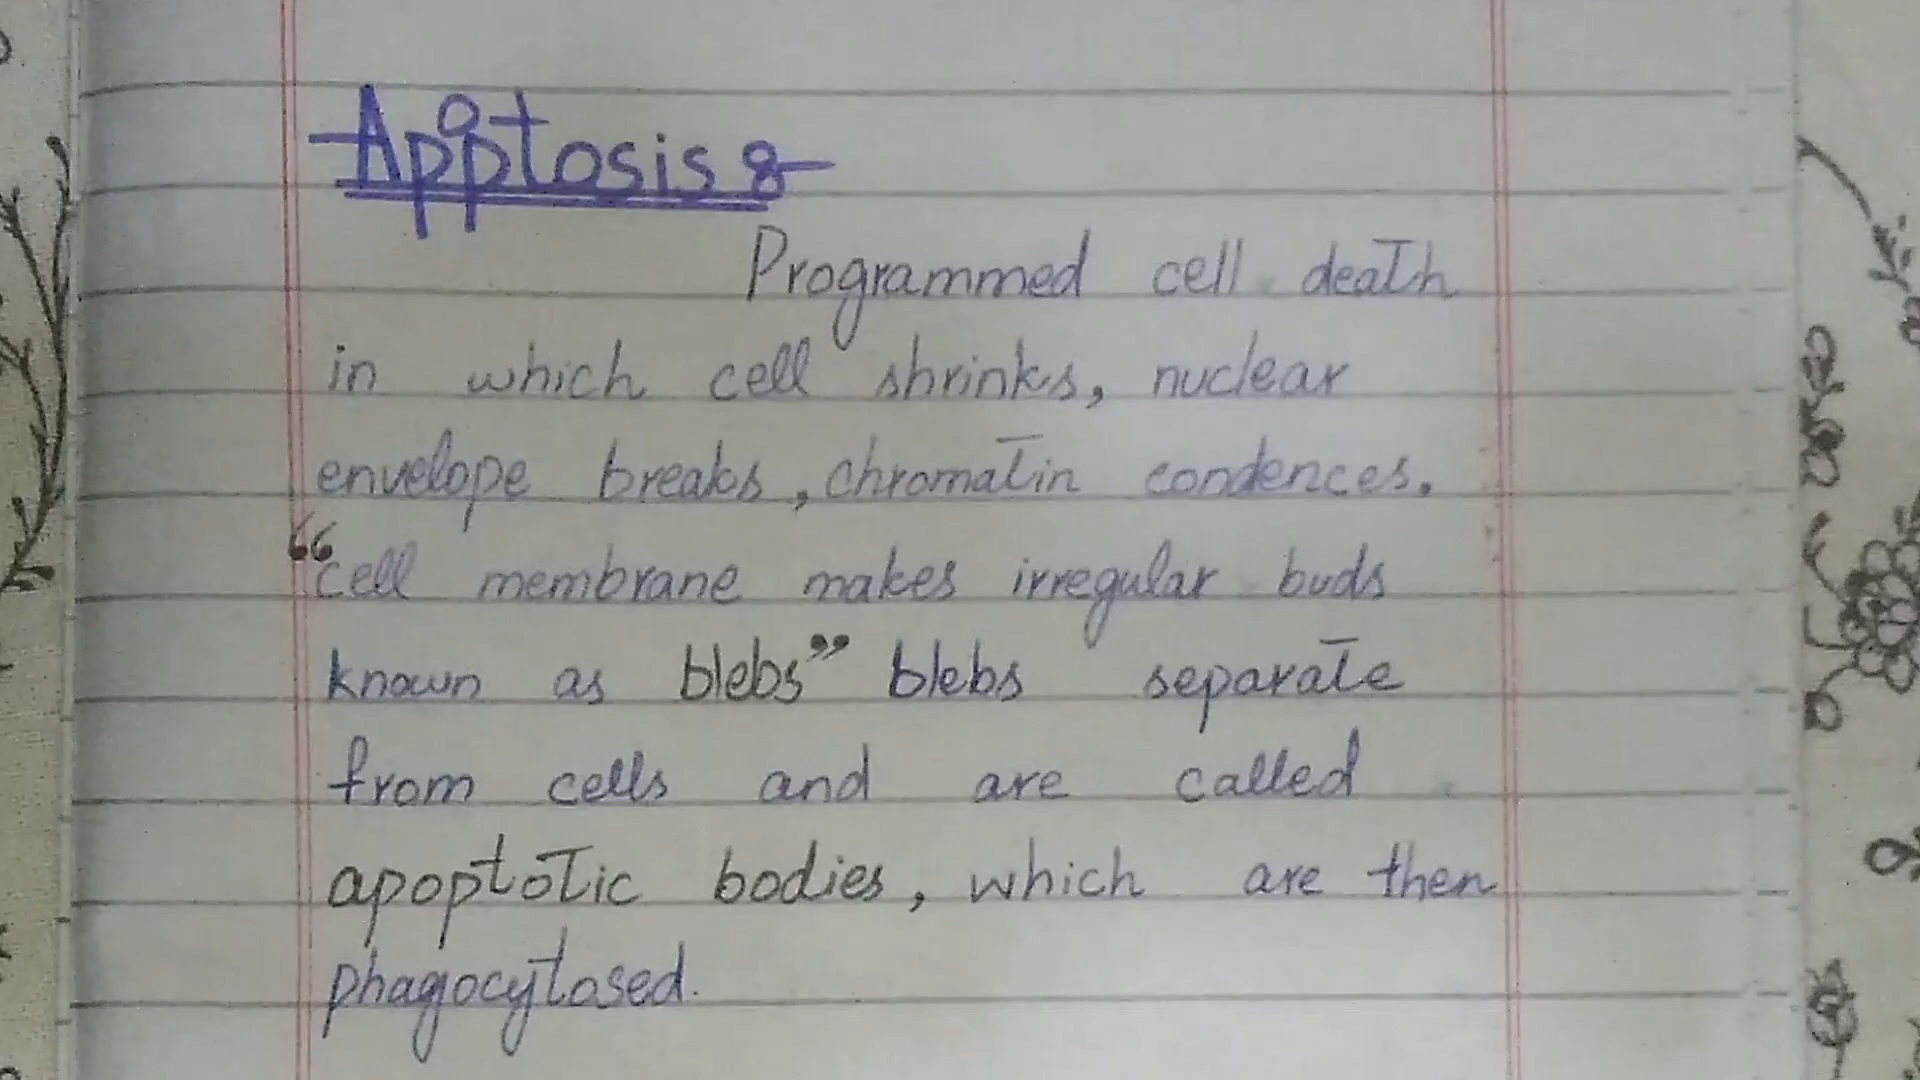 Apoptosis:-
Programmed cell death
in which cell shrinks, nuclear
envelope breaks, chromatin condences.
“cell membrane makes irregular buds
known as blebs” blebs separate
from cells and are called
apoptotic bodies, which are then
phagocytosed.